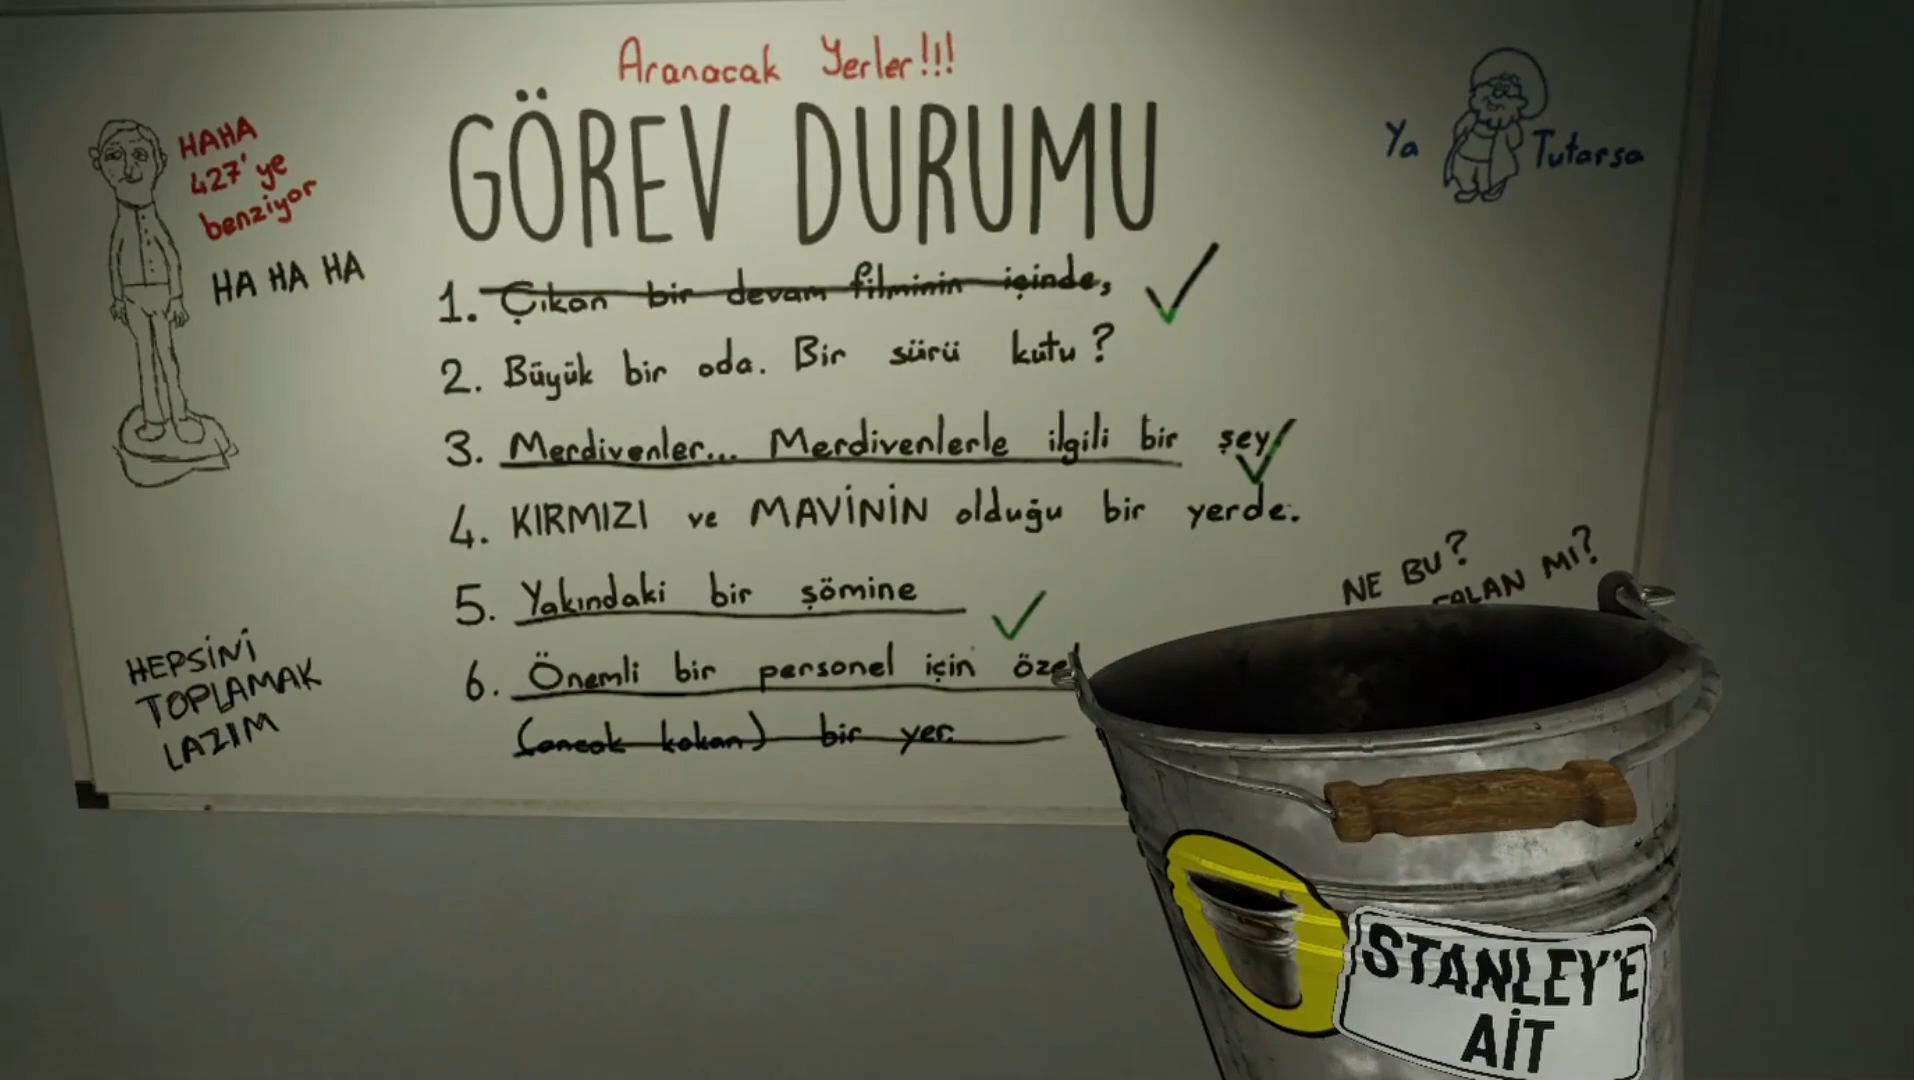 Aranacak Yerler!!!
GÖREV DURUMU
HAHA
427'ye
benziyor
HA HA HA
Ya Tutarsa
1. Çıkan bir devam filminin içinde,
2. Büyük bir oda. Bir sürü kutu?
3. Merdivenler... Merdivenlerle ilgili bir şey
4. KIRMIZI ve MAVİNİN olduğu bir yerde.
5. Yakındaki bir şömine
6. Önemli bir personel için özel
(ancak kokan) bir yer.
HEPSİNİ
TOPLAMAK
LAZIM
NE BU?
MI?
STANLEY'E
AİT